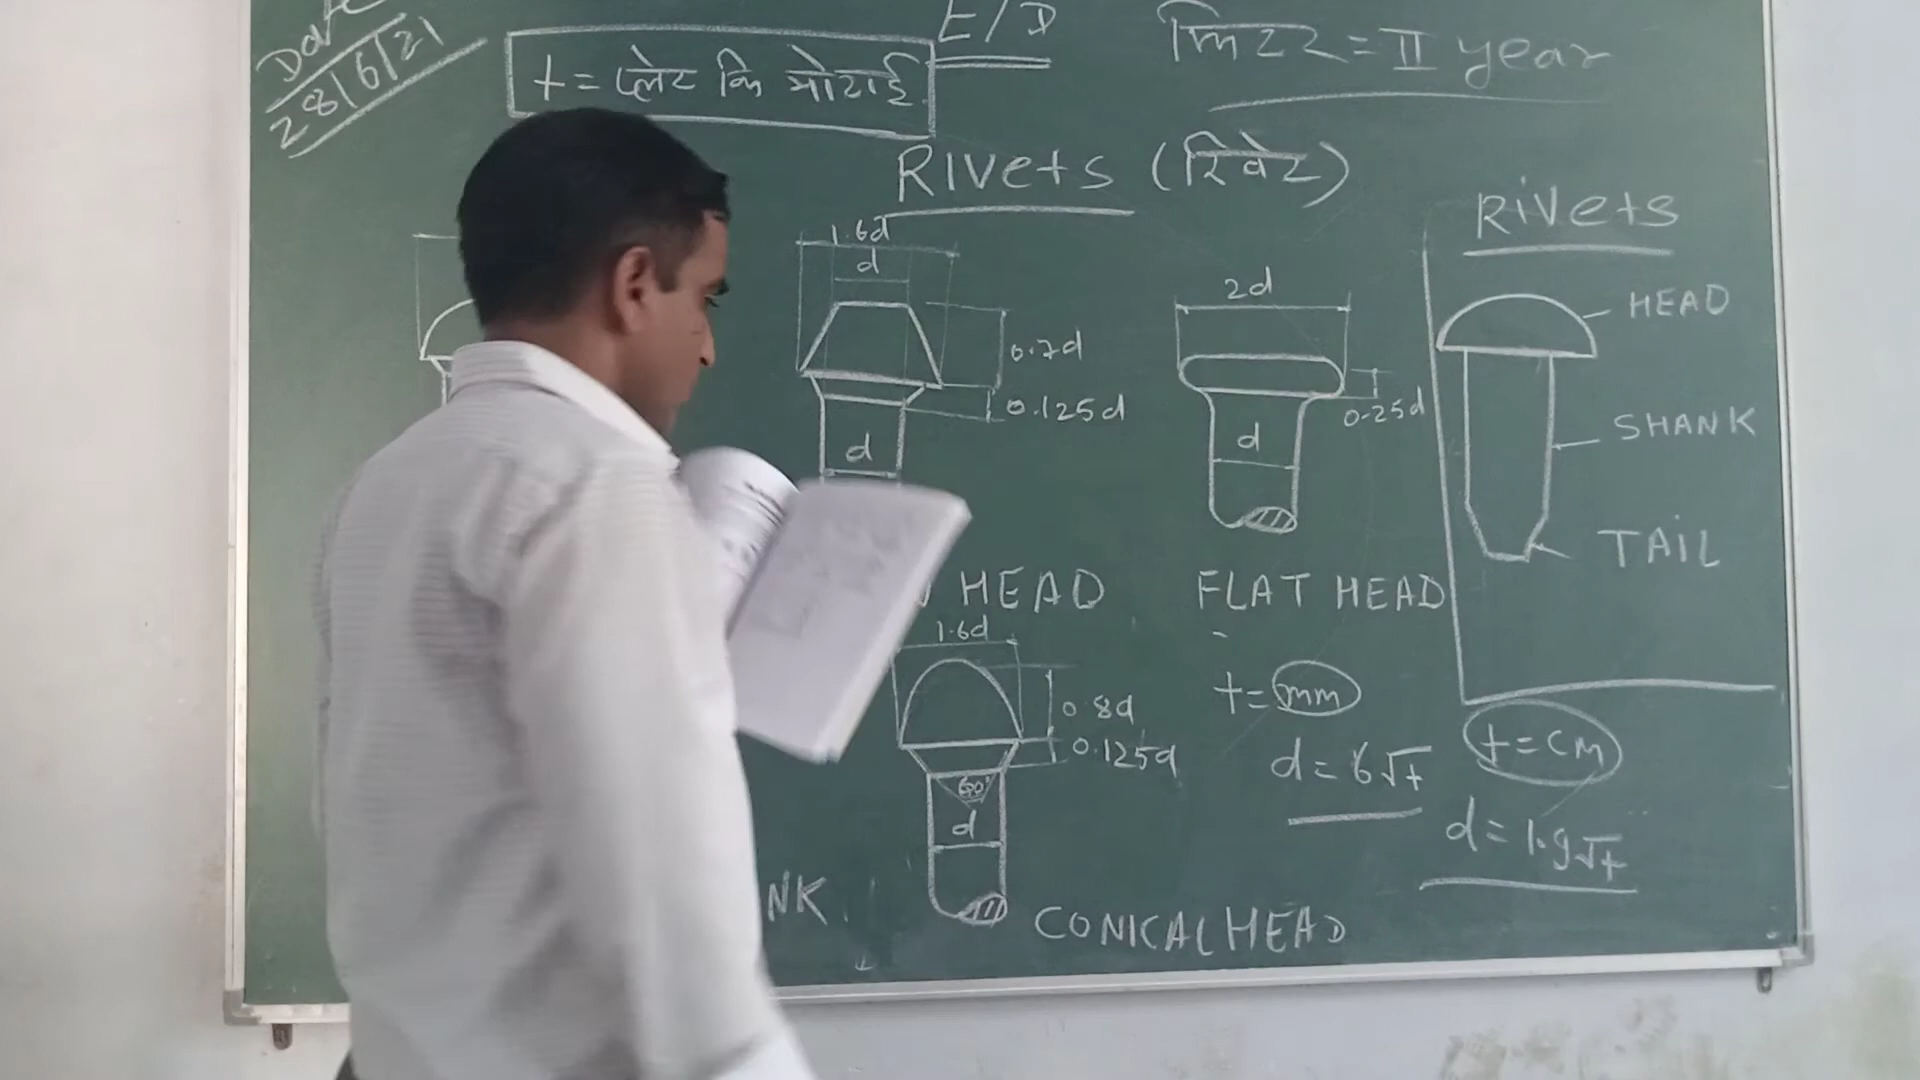 Date
28/6/21
t = प्लेट कि मोटाई
E/D
फिटर = II year
Rivets (रिवेट)
1.6d
d
0.7d
0.125d
d
2d
0.25d
d
Rivets
HEAD
SHANK
TAIL
HEAD
FLAT HEAD
1.6d
0.8d
0.125d
60°
d
NK.
CONICAL HEAD
t = mm
d = 6√t
t = cm
d = 1.9√t